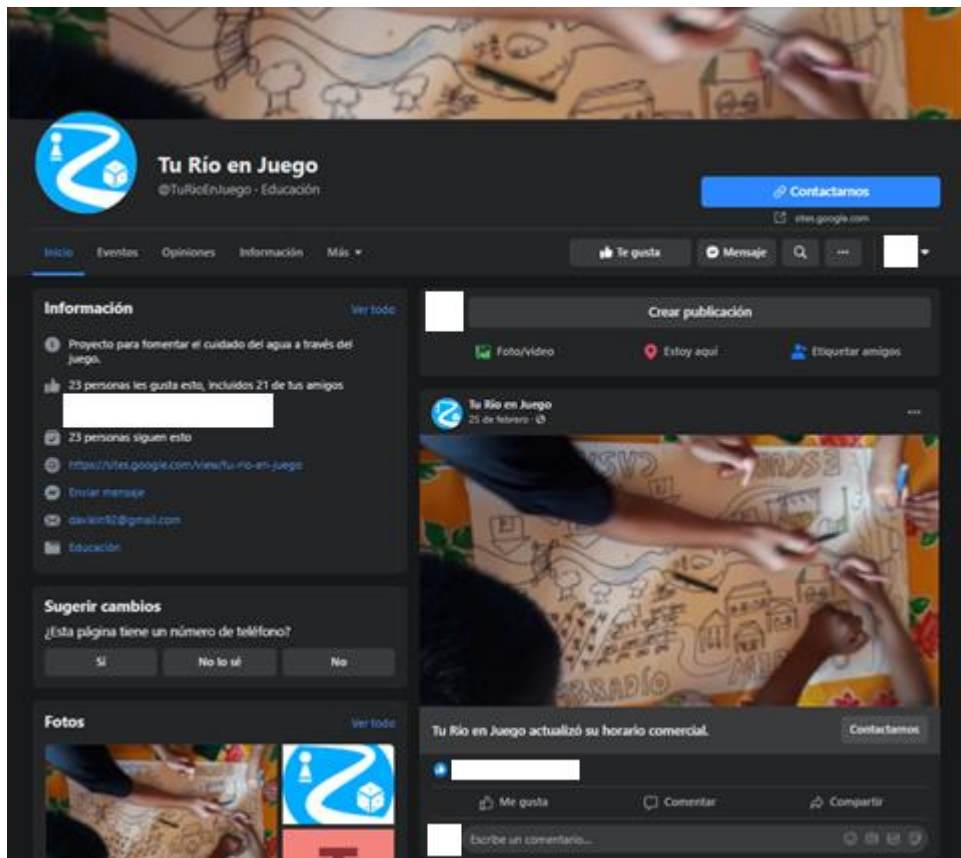 Tu Río en Juego
@TuRioEnJuego · Educación
Contactarnos
sites.google.com
Inicio
Eventos
Opiniones
Información
Más
Te gusta
Mensaje
Información
Ver todo
Proyecto para fomentar el cuidado del agua a través del
juego.
23 personas les gusta esto, incluidos 21 de tus amigos
23 personas siguen esto
https://sites.google.com/view/tu-rio-en-juego
Enviar mensaje
davikin92@gmail.com
Educación
Sugerir cambios
¿Esta página tiene un número de teléfono?
Sí
No lo sé
No
Fotos
Ver todo
Crear publicación
Foto/video
Estoy aquí
Etiquetar amigos
Tu Río en Juego
25 de febrero
Tu Río en Juego actualizó su horario comercial.
Contactarnos
Me gusta
Comentar
Compartir
Escribe un comentario...